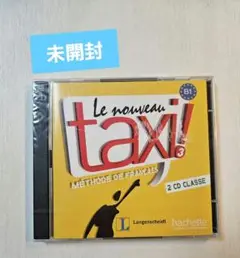 未開封
B1
Le nouveau
taxi!
3
MÉTHODE DE FRANÇAIS
2 CD CLASSE
L
Langenscheidt
hachette